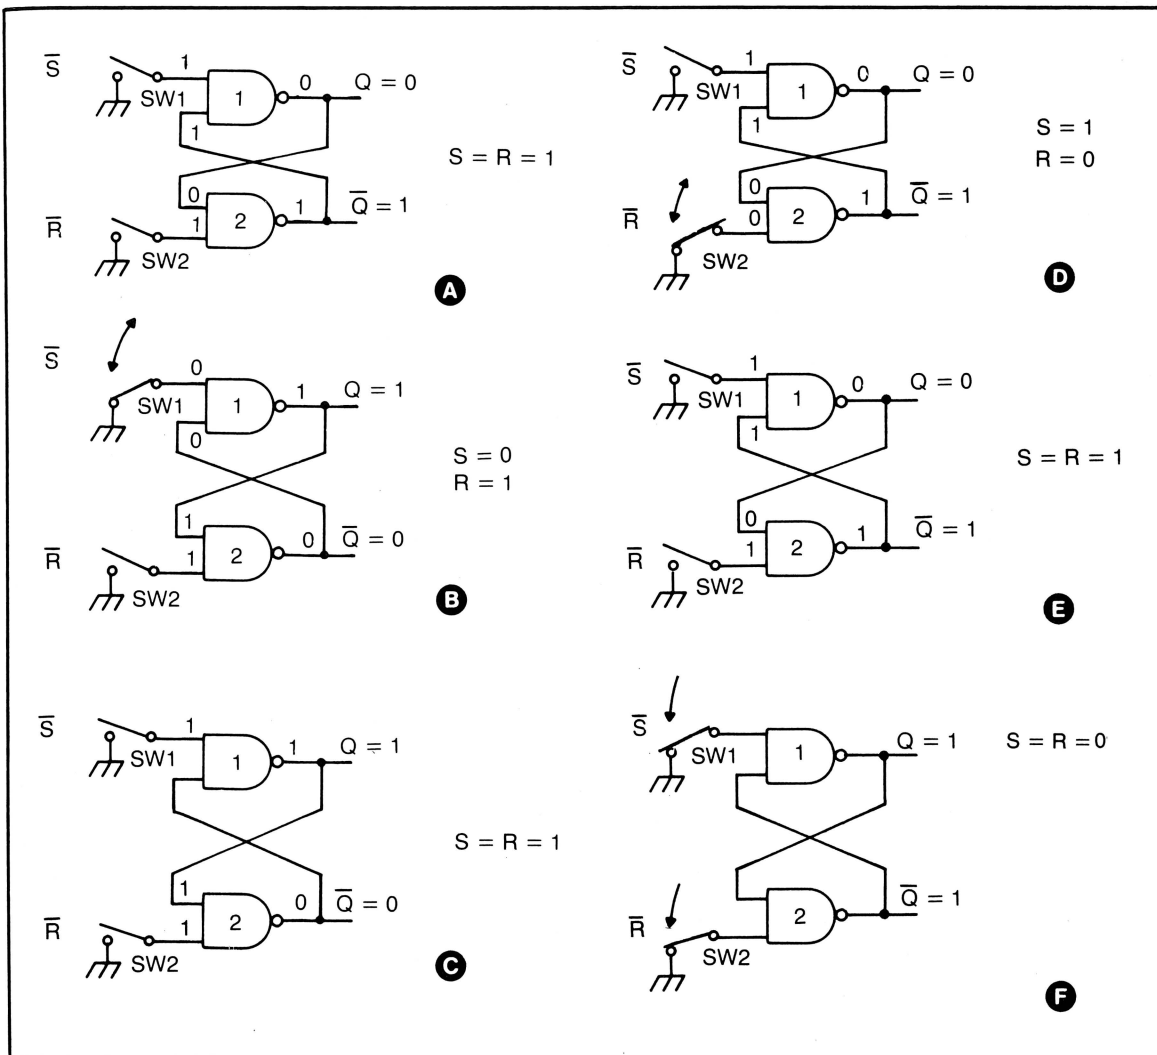 S̅
1
SW1
1
0
Q = 0
1
S = R = 1
0
R̅
1
SW2
2
1
Q̅ = 1
A
S̅
0
SW1
1
1
Q = 1
0
S = 0
R = 1
1
R̅
1
SW2
2
0
Q̅ = 0
B
S̅
1
SW1
1
1
Q = 1
S = R = 1
1
R̅
1
SW2
2
0
Q̅ = 0
C
S̅
1
SW1
1
0
Q = 0
1
S = 1
R = 0
0
R̅
0
SW2
2
1
Q̅ = 1
D
S̅
1
SW1
1
0
Q = 0
1
S = R = 1
0
R̅
1
SW2
2
1
Q̅ = 1
E
S̅
SW1
1
Q = 1
S = R = 0
R̅
SW2
2
Q̅ = 1
F